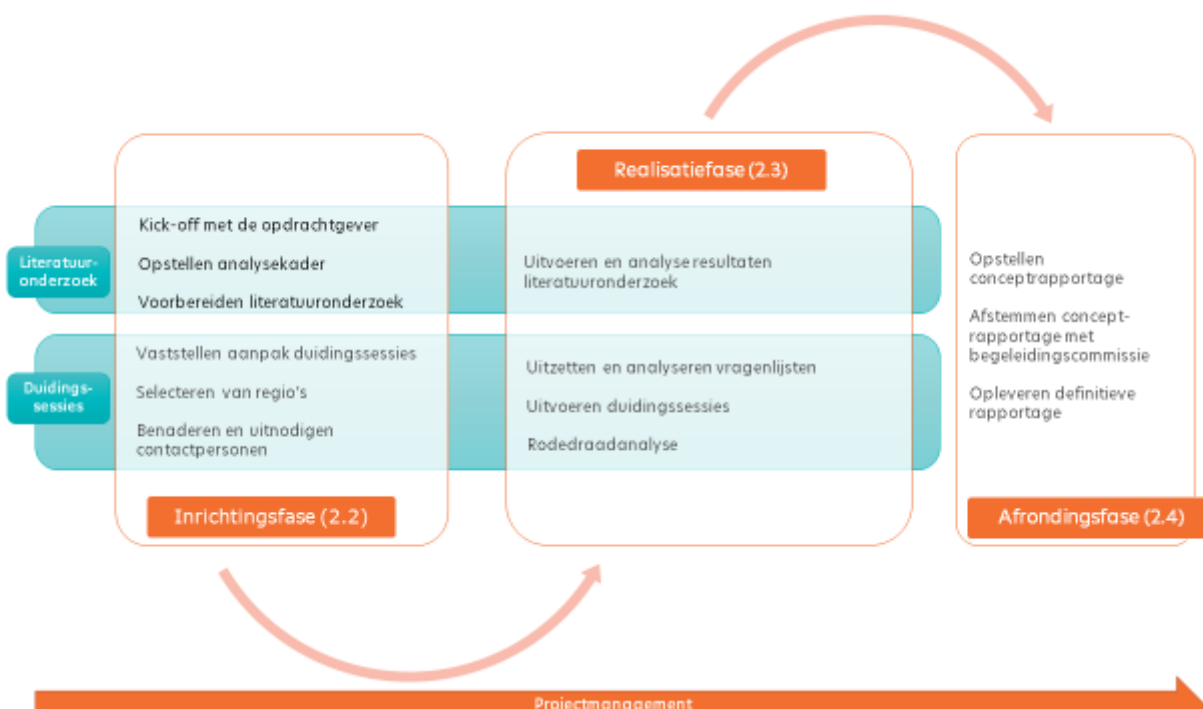 Realisatiefase (2.3)
Kick-off met de opdrachtgever
Opstellen analysekader
Voorbereiden literatuuronderzoek
Literatuur-
onderzoek
Uitvoeren en analyse resultaten
literatuuronderzoek
Opstellen
conceptrapportage
Afstemmen concept-
rapportage met
begeleidingscommissie
Opleveren definitieve
rapportage
Duidings-
sessies
Vaststellen aanpak duidingssessies
Selecteren van regio's
Benaderen en uitnodigen
contactpersonen
Uitzetten en analyseren vragenlijsten
Uitvoeren duidingssessies
Rodedraadanalyse
Inrichtingsfase (2.2)
Afrondingsfase (2.4)
Projectmanagement